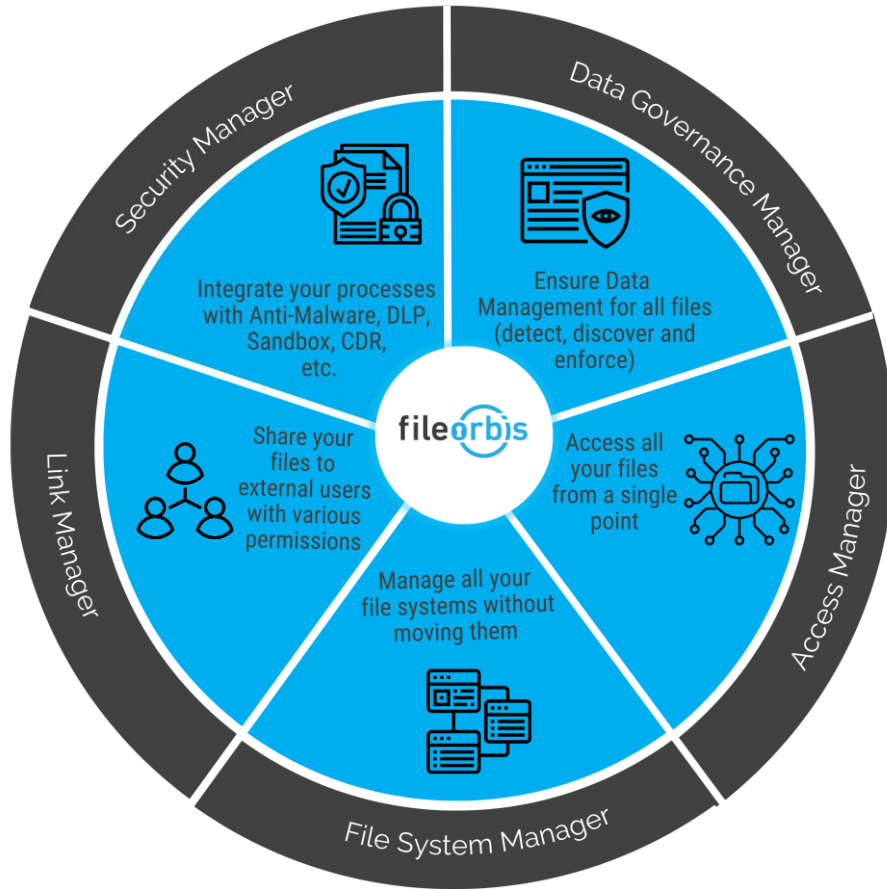 Security Manager
Data Governance Manager
Integrate your processes
with Anti-Malware, DLP,
Sandbox, CDR,
etc.
Ensure Data
Management for all files
(detect, discover and
enforce)
fileorbis
Link Manager
Share your
files to
external users
with various
permissions
Access all
your files
from a single
point
Access Manager
Manage all your
file systems without
moving them
File System Manager